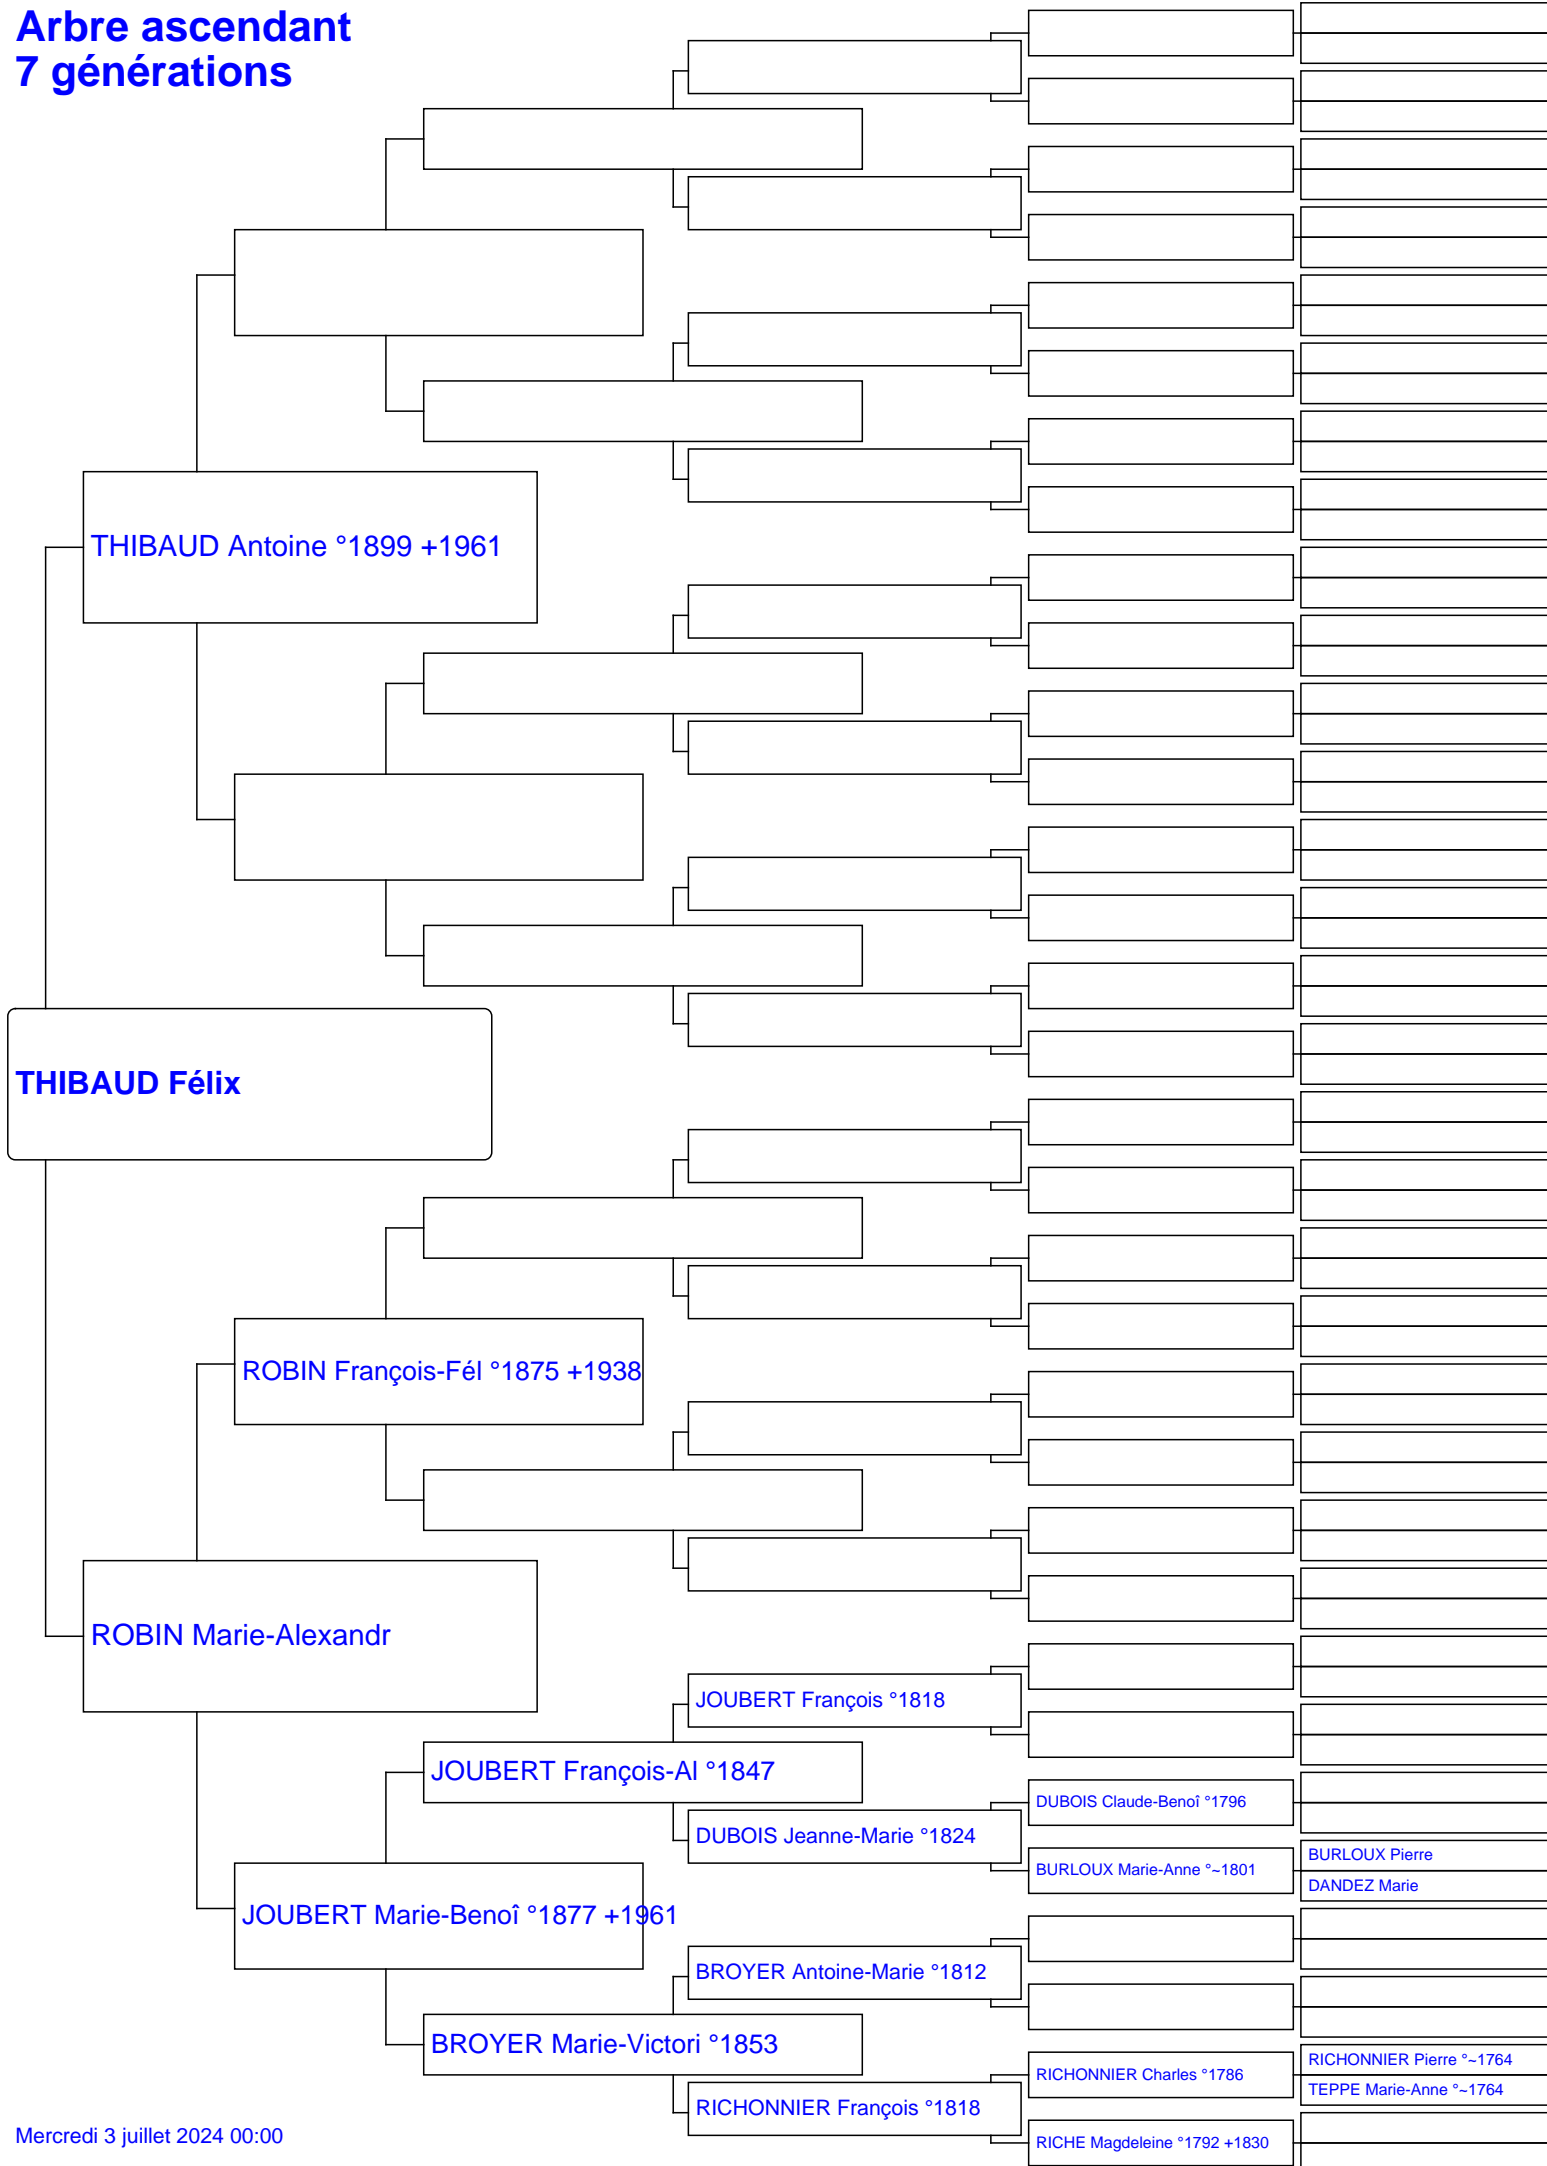 Arbre ascendant
7 générations
THIBAUD Antoine °1899 +1961
THIBAUD Félix
ROBIN François-Fél °1875 +1938
ROBIN Marie-Alexandr
JOUBERT François °1818
JOUBERT François-Al °1847
DUBOIS Claude-Benoî °1796
DUBOIS Jeanne-Marie °1824
BURLOUX Marie-Anne °~1801
BURLOUX Pierre
DANDEZ Marie
JOUBERT Marie-Benoî °1877 +1961
BROYER Antoine-Marie °1812
BROYER Marie-Victori °1853
RICHONNIER Charles °1786
RICHONNIER Pierre °~1764
TEPPE Marie-Anne °~1764
RICHONNIER François °1818
RICHE Magdeleine °1792 +1830
Mercredi 3 juillet 2024 00:00